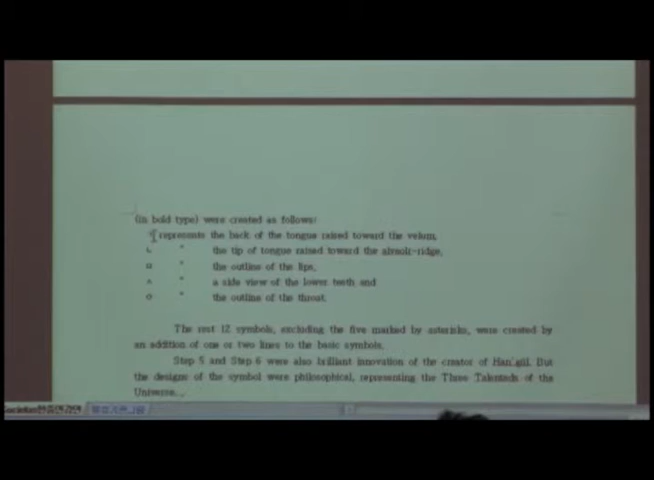 (in bold type) were created as follows:
represents the back of the tongue raised toward the velum,
ㄴ " the tip of tongue raised toward the alveolr-ridge,
ㅁ " the outline of the lips,
ㅅ " a side view of the lower teeth and
ㅇ " the outline of the throat.
The rest 12 symbols, excluding the five marked by asterisks, were created by
an addition of one or two lines to the basic symbols.
Step 5 and Step 6 were also brilliant innovation of the creator of Han'gŭl. But
the designs of the symbol were philosophical, representing the Three of the
Universe.